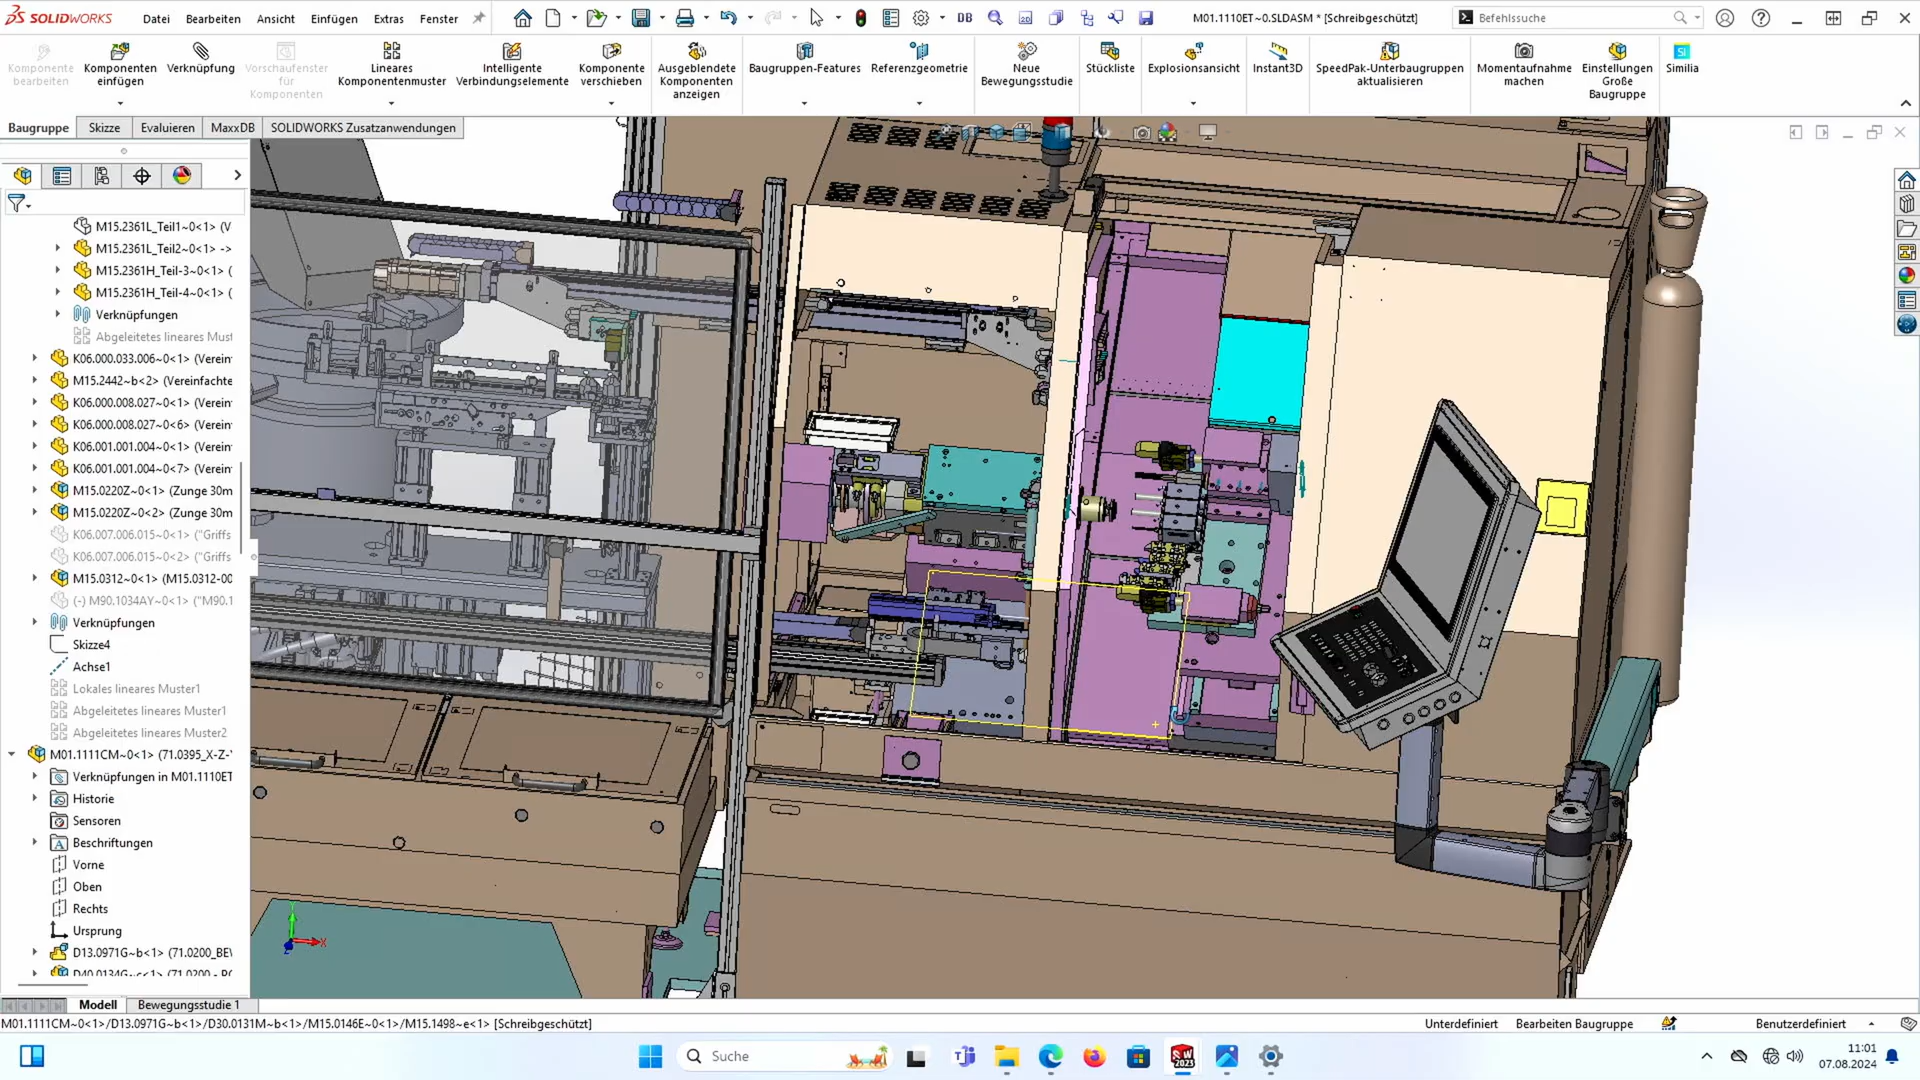 SOLIDWORKS
Datei
Bearbeiten
Ansicht
Einfügen
Extras
Fenster
DB
M01.1110ET~0.SLDASM * [Schreibgeschützt]
Befehlssuche
Komponente bearbeiten
Komponenten einfügen
Verknüpfung
Vorschaufenster für Komponenten
Lineares Komponentenmuster
Intelligente Verbindungselemente
Komponente verschieben
Ausgeblendete Komponenten anzeigen
Baugruppen-Features
Referenzgeometrie
Neue Bewegungsstudie
Stückliste
Explosionsansicht
Instant3D
SpeedPak-Unterbaugruppen aktualisieren
Momentaufnahme machen
Einstellungen Große Baugruppe
Similia
Baugruppe
Skizze
Evaluieren
MaxxDB
SOLIDWORKS Zusatzanwendungen
M15.2361L_Teil1~0<1> (V
M15.2361L_Teil2~0<1> ->
M15.2361H_Teil-3~0<1> (
M15.2361H_Teil-4~0<1> (
Verknüpfungen
Abgeleitetes lineares Must
K06.000.033.006~0<1> (Verein
M15.2442~b<2> (Vereinfachte
K06.000.008.027~0<1> (Verein
K06.000.008.027~0<6> (Verein
K06.001.001.004~0<1> (Verein
K06.001.001.004~0<7> (Verein
M15.0220Z~0<1> (Zunge 30m
M15.0220Z~0<2> (Zunge 30m
K06.007.006.015~0<1> ("Griffs
K06.007.006.015~0<2> ("Griffs
M15.0312~0<1> (M15.0312-00
(-) M90.1034AY~0<1> ("M90.1
Verknüpfungen
Skizze4
Achse1
Lokales lineares Muster1
Abgeleitetes lineares Muster1
Abgeleitetes lineares Muster2
M01.1111CM~0<1> (71.0395_X-Z-
Verknüpfungen in M01.1110ET
Historie
Sensoren
Beschriftungen
Vorne
Oben
Rechts
Ursprung
D13.0971G~b<1> (71.0200_BE
D40.0134G~c<1> (71.0200 -
Modell
Bewegungsstudie 1
M01.1111CM~0<1>/D13.0971G~b<1>/D30.0131M~b<1>/M15.0146E~0<1>/M15.1498~e<1> [Schreibgeschützt]
Unterdefiniert
Bearbeiten Baugruppe
Benutzerdefiniert
Suche
11:01
07.08.2024